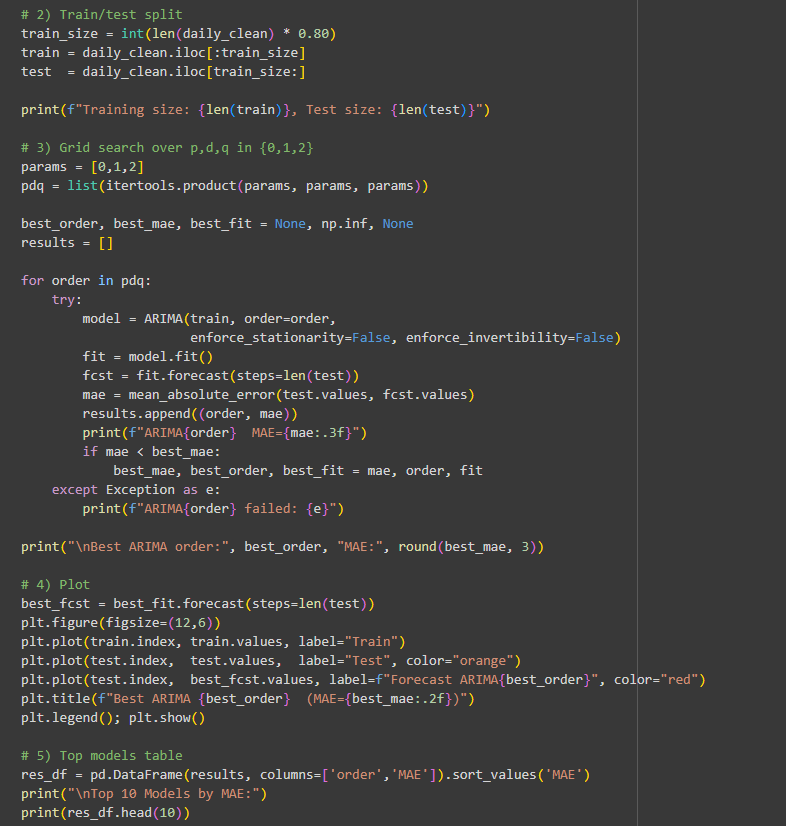 # 2) Train/test split
train_size = int(len(daily_clean) * 0.80)
train = daily_clean.iloc[:train_size]
test  = daily_clean.iloc[train_size:]

print(f"Training size: {len(train)}, Test size: {len(test)}")

# 3) Grid search over p,d,q in {0,1,2}
params = [0,1,2]
pdq = list(itertools.product(params, params, params))

best_order, best_mae, best_fit = None, np.inf, None
results = []

for order in pdq:
    try:
        model = ARIMA(train, order=order,
                      enforce_stationarity=False, enforce_invertibility=False)
        fit = model.fit()
        fcst = fit.forecast(steps=len(test))
        mae = mean_absolute_error(test.values, fcst.values)
        results.append((order, mae))
        print(f"ARIMA{order}  MAE={mae:.3f}")
        if mae < best_mae:
            best_mae, best_order, best_fit = mae, order, fit
    except Exception as e:
        print(f"ARIMA{order} failed: {e}")

print("\nBest ARIMA order:", best_order, "MAE:", round(best_mae, 3))

# 4) Plot
best_fcst = best_fit.forecast(steps=len(test))
plt.figure(figsize=(12,6))
plt.plot(train.index, train.values, label="Train")
plt.plot(test.index,  test.values,  label="Test", color="orange")
plt.plot(test.index,  best_fcst.values, label=f"Forecast ARIMA{best_order}", color="red")
plt.title(f"Best ARIMA {best_order}  (MAE={best_mae:.2f})")
plt.legend(); plt.show()

# 5) Top models table
res_df = pd.DataFrame(results, columns=['order','MAE']).sort_values('MAE')
print("\nTop 10 Models by MAE:")
print(res_df.head(10))